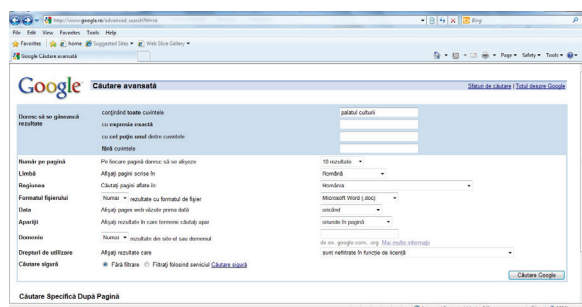 http://www.google.ro/advanced_search?hl=ro
Bing
File Edit View Favorites Tools Help
Favorites home Suggested Sites Web Slice Gallery
Google Căutare avansată
Page Safety Tools
Google Căutare avansată Sfaturi de căutare | Totul despre Google
Doresc să se găsească rezultate
conținând toate cuvintele palatul culturii
cu expresia exactă
cu cel puțin unul dintre cuvintele
fără cuvintele
Număr pe pagină Pe fiecare pagină doresc să se afișeze 10 rezultate
Limbă Afișați pagini scrise în Română
Regiunea Căutați pagini aflate în: România
Formatul fișierului Numai rezultate cu formatul de fișier Microsoft Word (.doc)
Data Afișați pagini web văzute prima dată oricând
Apariții Afișați rezultate în care termenii căutați apar oriunde în pagină
Domeniu Numai rezultate din site-ul sau domeniul
de ex. google.com, .org Mai multe informații
Drepturi de utilizare Afișați rezultate care sunt nefiltrate în funcție de licență
Căutare sigură Fără filtrare Filtrați folosind serviciul Căutare sigură
Căutare Google
Căutare Specifică După Pagină